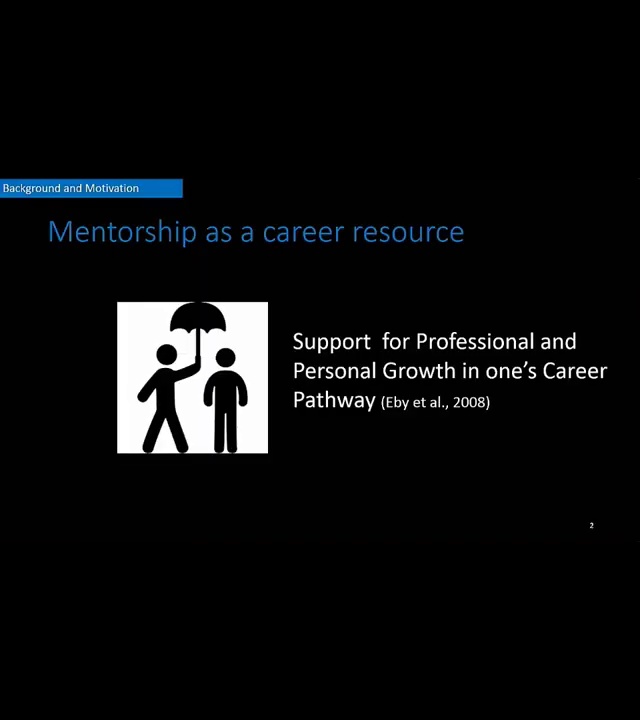 Background and Motivation
Mentorship as a career resource
Support  for Professional and
Personal Growth in one’s Career
Pathway (Eby et al., 2008)
2